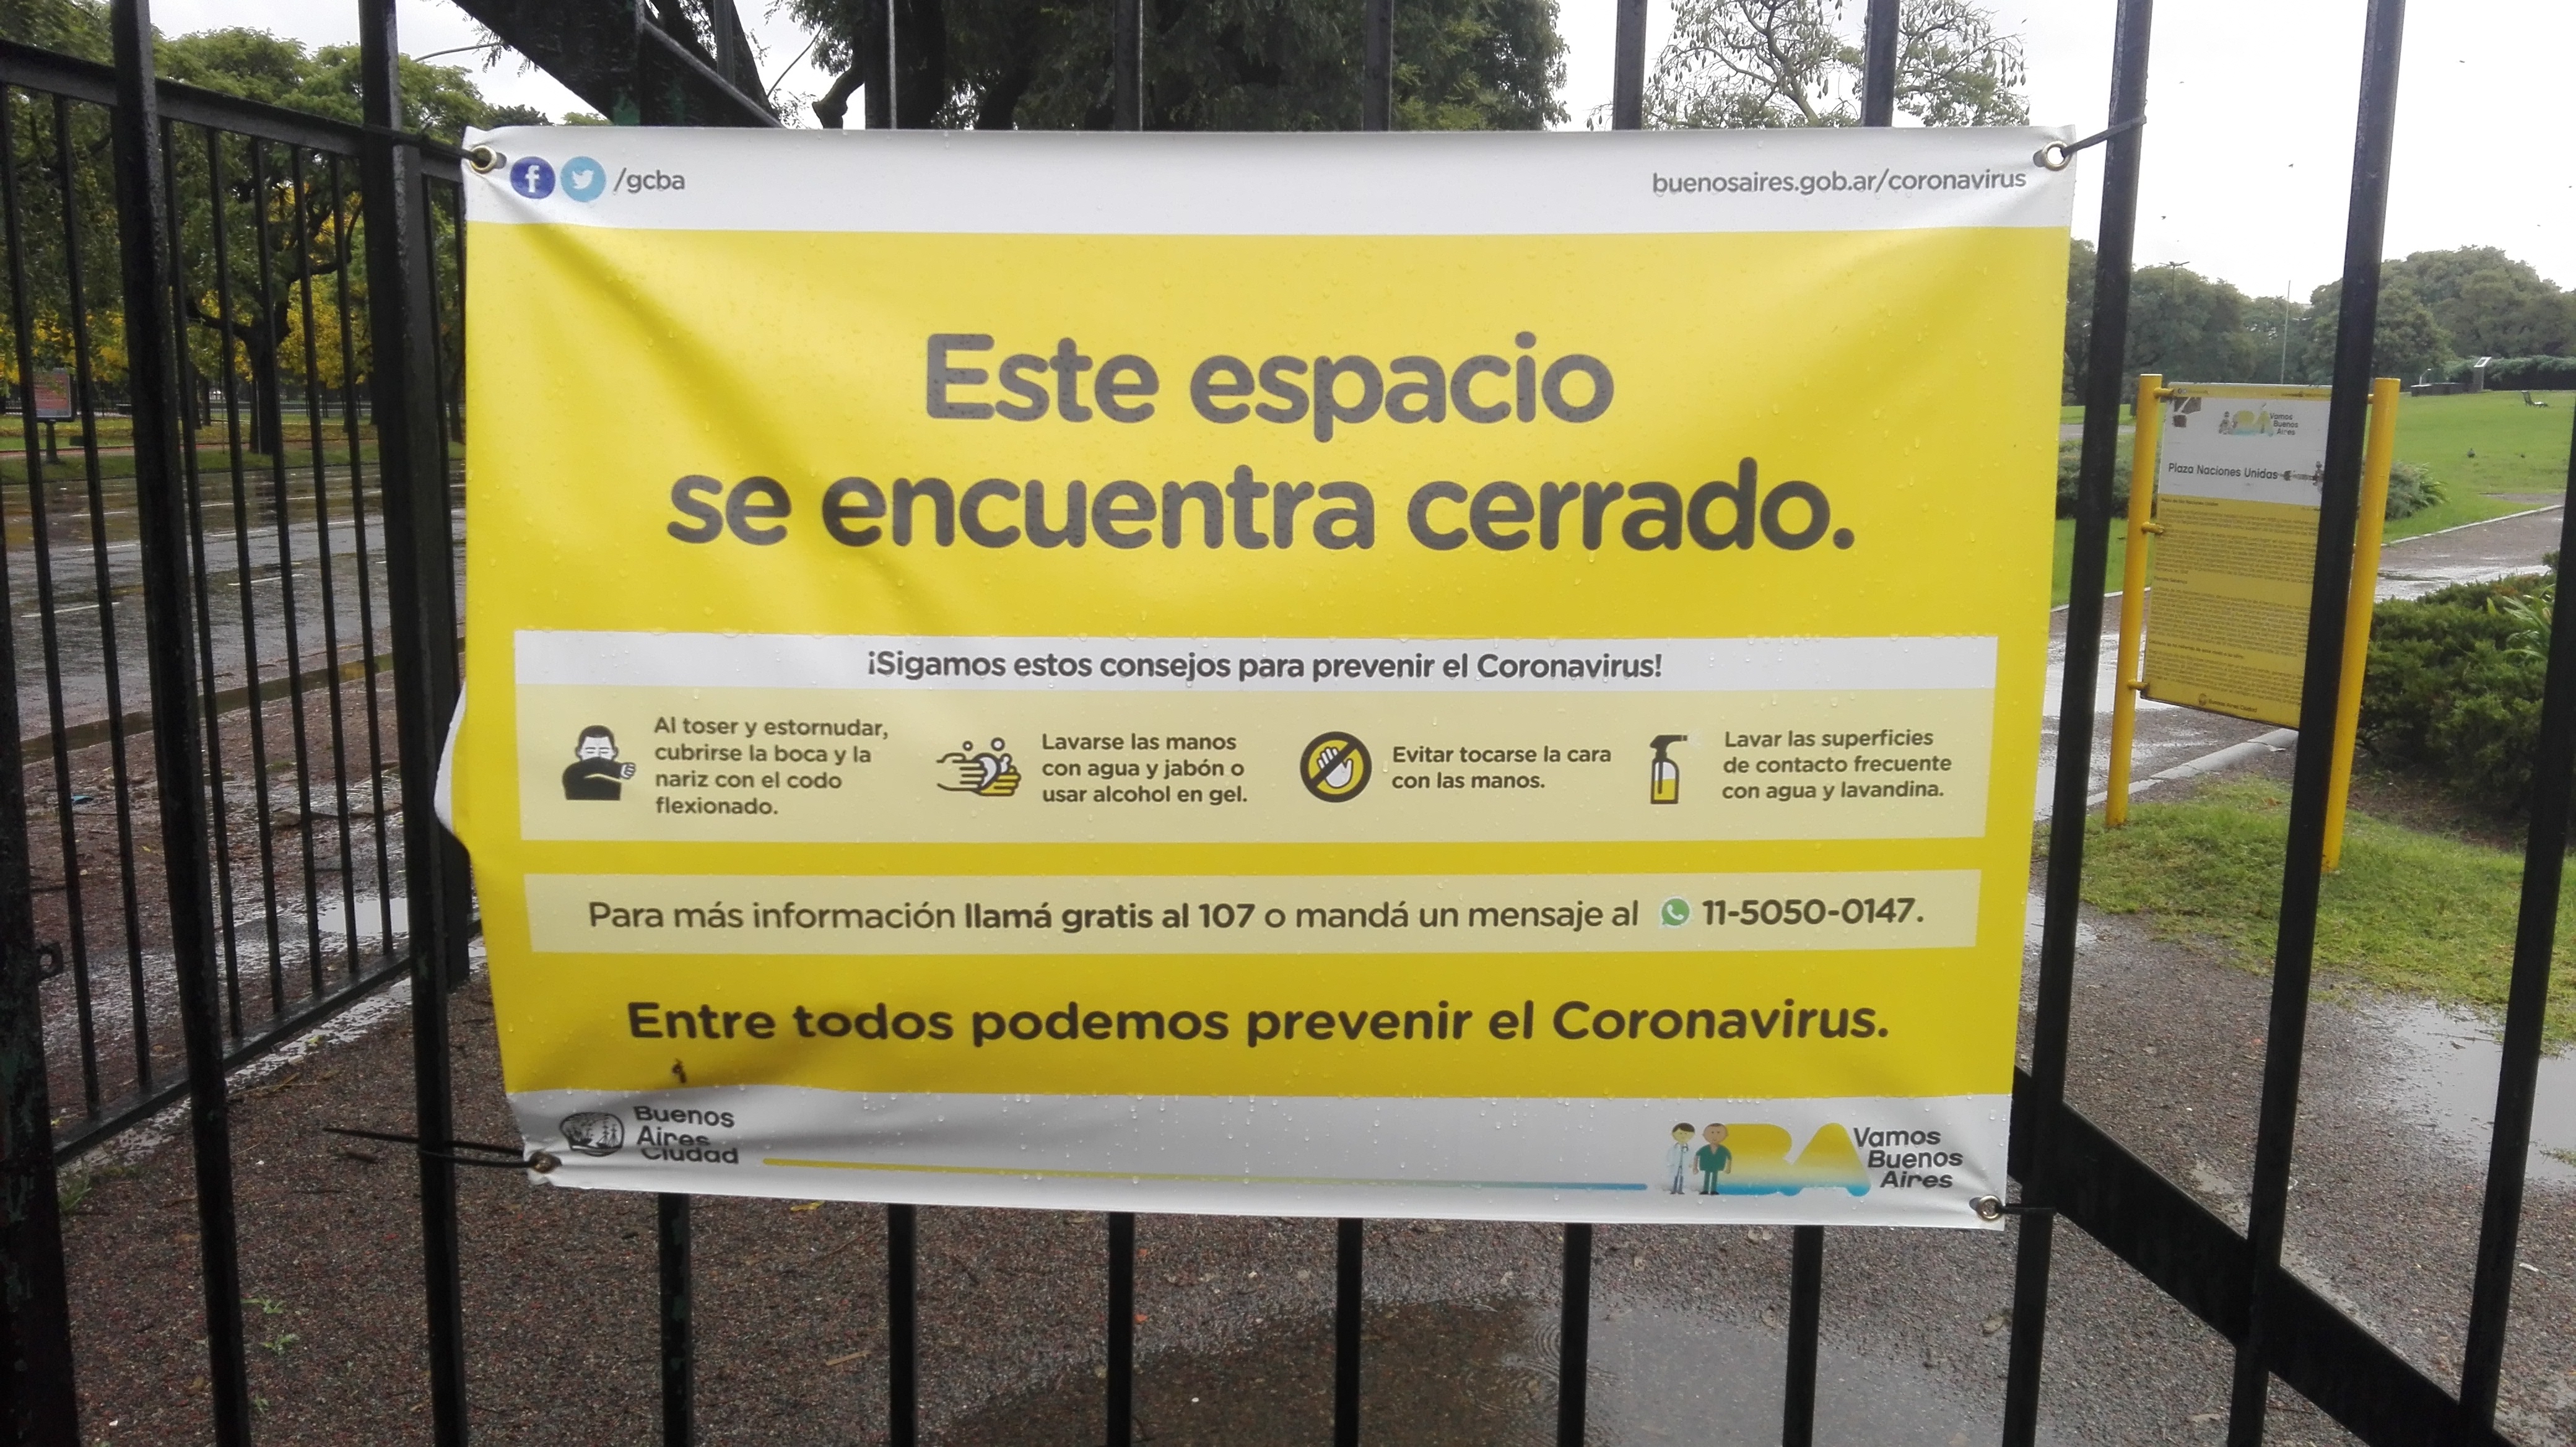 /gcba
buenosaires.gob.ar/coronavirus
Este espacio
se encuentra cerrado.
¡Sigamos estos consejos para prevenir el Coronavirus!
Al toser y estornudar,
cubrirse la boca y la
nariz con el codo
flexionado.
Lavarse las manos
con agua y jabón o
usar alcohol en gel.
Evitar tocarse la cara
con las manos.
Lavar las superficies
de contacto frecuente
con agua y lavandina.
Para más información llamá gratis al 107 o mandá un mensaje al 11-5050-0147.
Entre todos podemos prevenir el Coronavirus.
Buenos
Aires
Ciudad
BA
Vamos
Buenos
Aires
Vamos
Buenos
Aires
Plaza Naciones Unidas